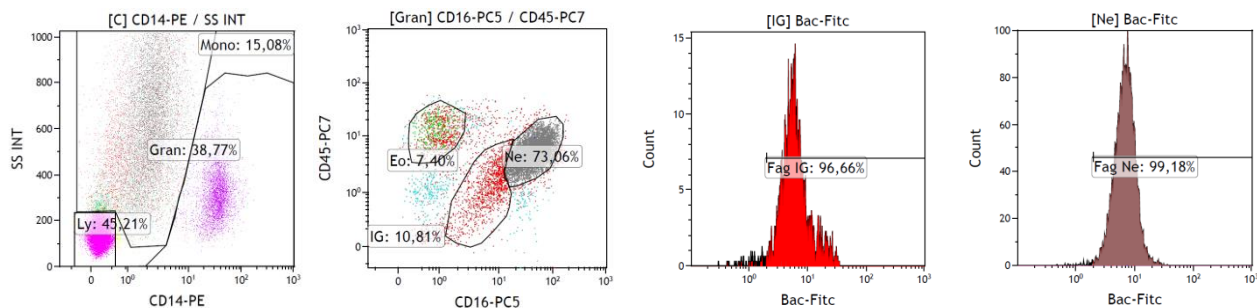 [C] CD14-PE / SS INT
1000
800
600
400
200
0
SS INT
Mono: 15,08%
Gran: 38,77%
Ly: 45,21%
0
10⁰
10¹
10²
10³
CD14-PE
[Gran] CD16-PC5 / CD45-PC7
10³
10²
10¹
10⁰
0
CD45-PC7
Eo: 7,40%
Ne: 73,06%
IG: 10,81%
0
10⁰
10¹
10²
10³
CD16-PC5
[IG] Bac-Fitc
15
10
5
0
Count
Fag IG: 96,66%
10⁰
10¹
10²
10³
Bac-Fitc
[Ne] Bac-Fitc
100
80
60
40
20
0
Count
Fag Ne: 99,18%
10⁰
10¹
10²
10³
Bac-Fitc